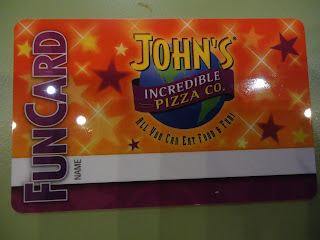 FUNCARD
JOHN'S®
INCREDIBLE
PIZZA CO.
ALL YOU CAN EAT FOOD & FUN!
NAME